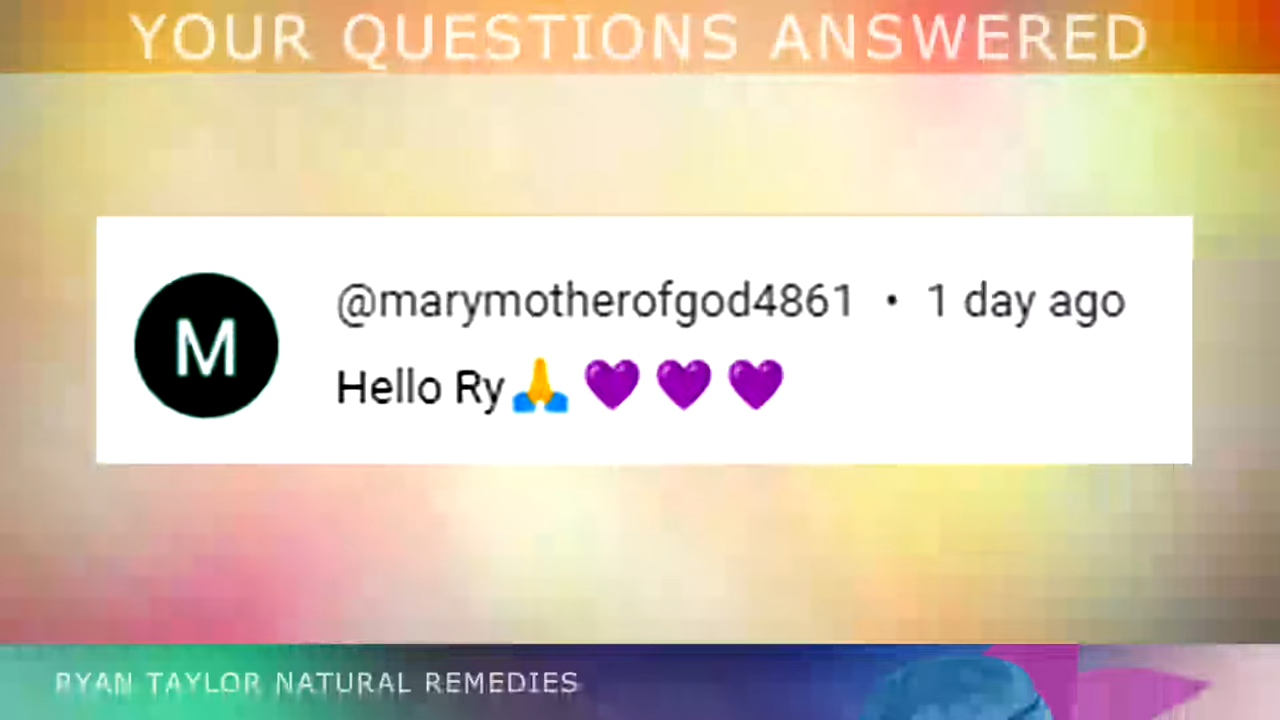 YOUR QUESTIONS ANSWERED
M
@marymotherofgod4861 • 1 day ago
Hello Ry🙏💜💜💜
RYAN TAYLOR NATURAL REMEDIES